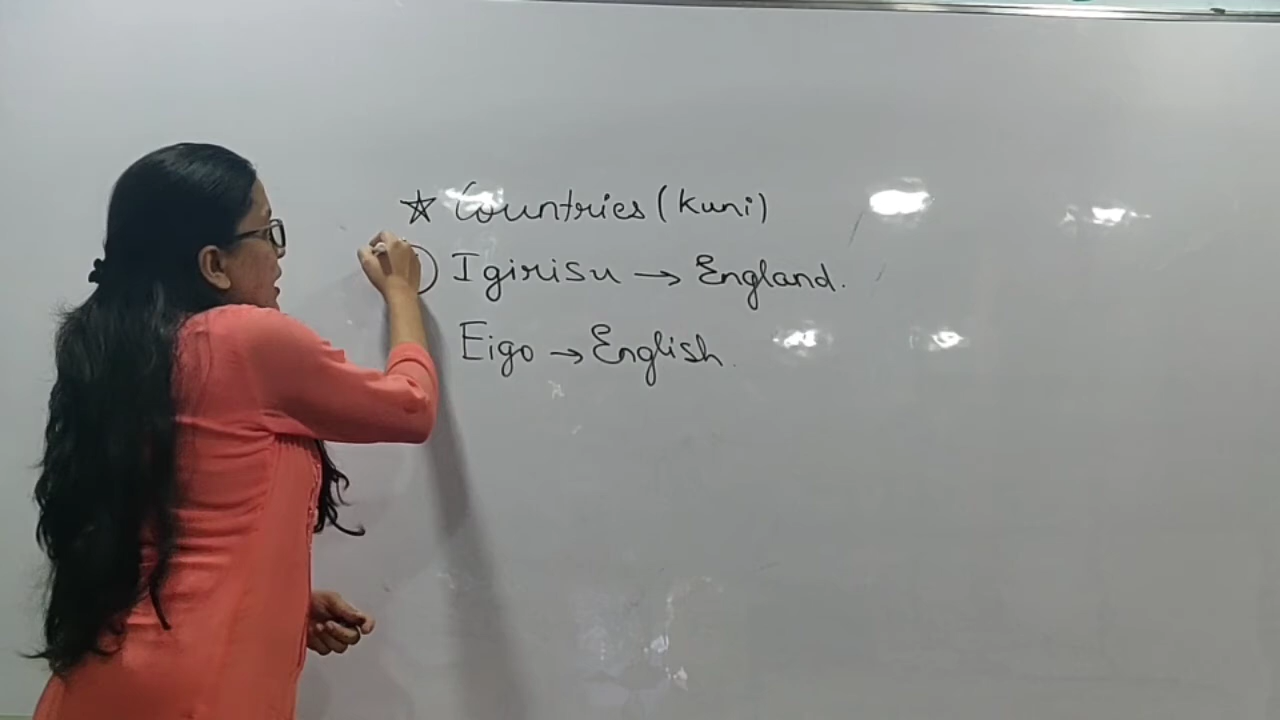 ☆ Countries (kuni)
Igirisu → England.
Eigo → English.